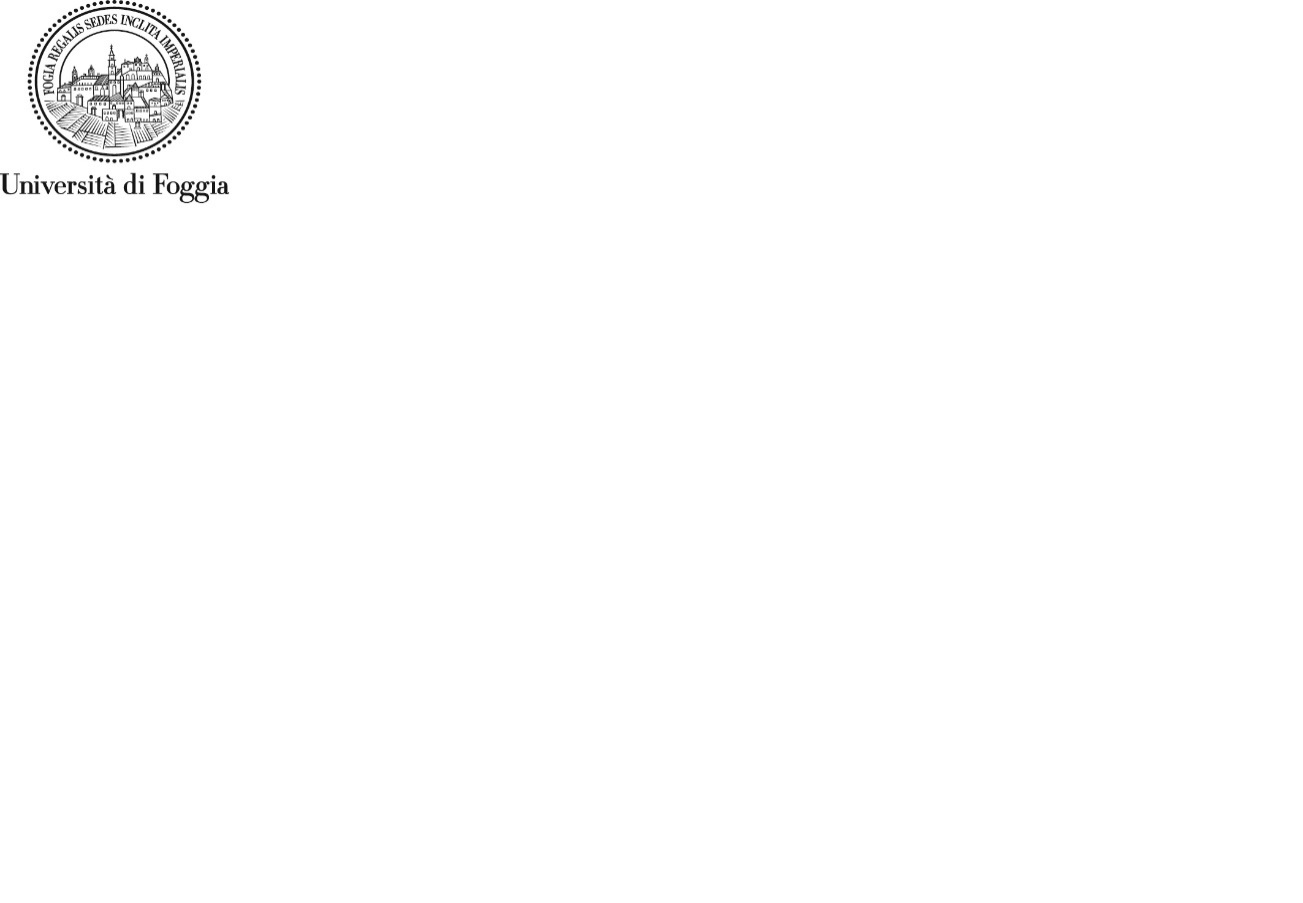 FOGIA REGALIS SEDES INCLITA IMPERIALIS
Università di Foggia